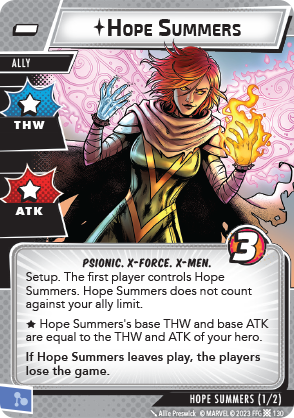 Hope Summers
ALLY
THW
ATK
3
PSIONIC. X-FORCE. X-MEN.
Setup. The first player controls Hope
Summers. Hope Summers does not count
against your ally limit.
★ Hope Summers's base THW and base ATK
are equal to the THW and ATK of your hero.
If Hope Summers leaves play, the players
lose the game.
HOPE SUMMERS (1/2)
Allie Preswick © MARVEL © 2023 FFG 130